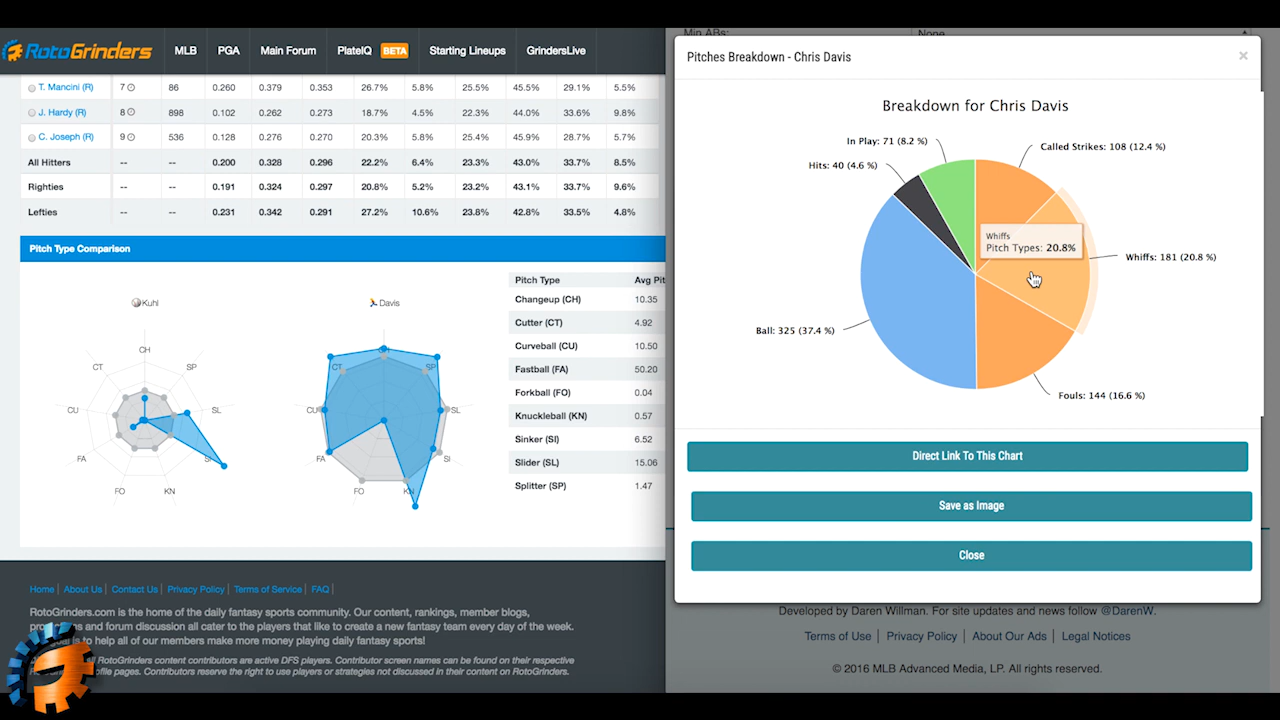 RotoGrinders
MLB PGA Main Forum PlateIQ BETA Starting Lineups GrindersLive
T. Mancini (R) 7 86 0.260 0.379 0.353 26.7% 5.8% 25.5% 45.5% 29.1% 5.5%
J. Hardy (R) 8 898 0.102 0.262 0.273 18.7% 4.5% 22.3% 44.0% 33.6% 9.8%
C. Joseph (R) 9 536 0.128 0.276 0.270 20.3% 5.8% 25.4% 45.9% 28.7% 5.7%
All Hitters -- -- 0.200 0.328 0.296 22.2% 6.4% 23.3% 43.0% 33.7% 8.5%
Righties -- -- 0.191 0.324 0.297 20.8% 5.2% 23.2% 43.1% 33.7% 9.6%
Lefties -- -- 0.231 0.342 0.291 27.2% 10.6% 23.8% 42.8% 33.5% 4.8%
Pitch Type Comparison
Kuhl
CH
CT SP
CU SL
FA SI
FO KN
Davis
CH
CT SP
CU SL
FA SI
FO KN
Pitch Type Avg Pit
Changeup (CH) 10.35
Cutter (CT) 4.92
Curveball (CU) 10.50
Fastball (FA) 50.20
Forkball (FO) 0.04
Knuckleball (KN) 0.57
Sinker (SI) 6.52
Slider (SL) 15.06
Splitter (SP) 1.47
Home | About Us | Contact Us | Privacy Policy | Terms of Service | FAQ |
RotoGrinders.com is the home of the daily fantasy sports community. Our content, rankings, member blogs,
and forum discussion all cater to the players that like to create a new fantasy team every day of the week.
is to help all of our members make more money playing daily fantasy sports!
all RotoGrinders content contributors are active DFS players. Contributor screen names can be found on their respective
pages. Contributors reserve the right to use players or strategies not discussed in their content on RotoGrinders.
Min ABs: None
Pitches Breakdown - Chris Davis ×
Breakdown for Chris Davis
In Play: 71 (8.2 %)
Called Strikes: 108 (12.4 %)
Hits: 40 (4.6 %)
Whiffs
Pitch Types: 20.8%
Whiffs: 181 (20.8 %)
Ball: 325 (37.4 %)
Fouls: 144 (16.6 %)
Direct Link To This Chart
Save as Image
Close
Developed by Daren Willman. For site updates and news follow @DarenW.
Terms of Use | Privacy Policy | About Our Ads | Legal Notices
© 2016 MLB Advanced Media, LP. All rights reserved.